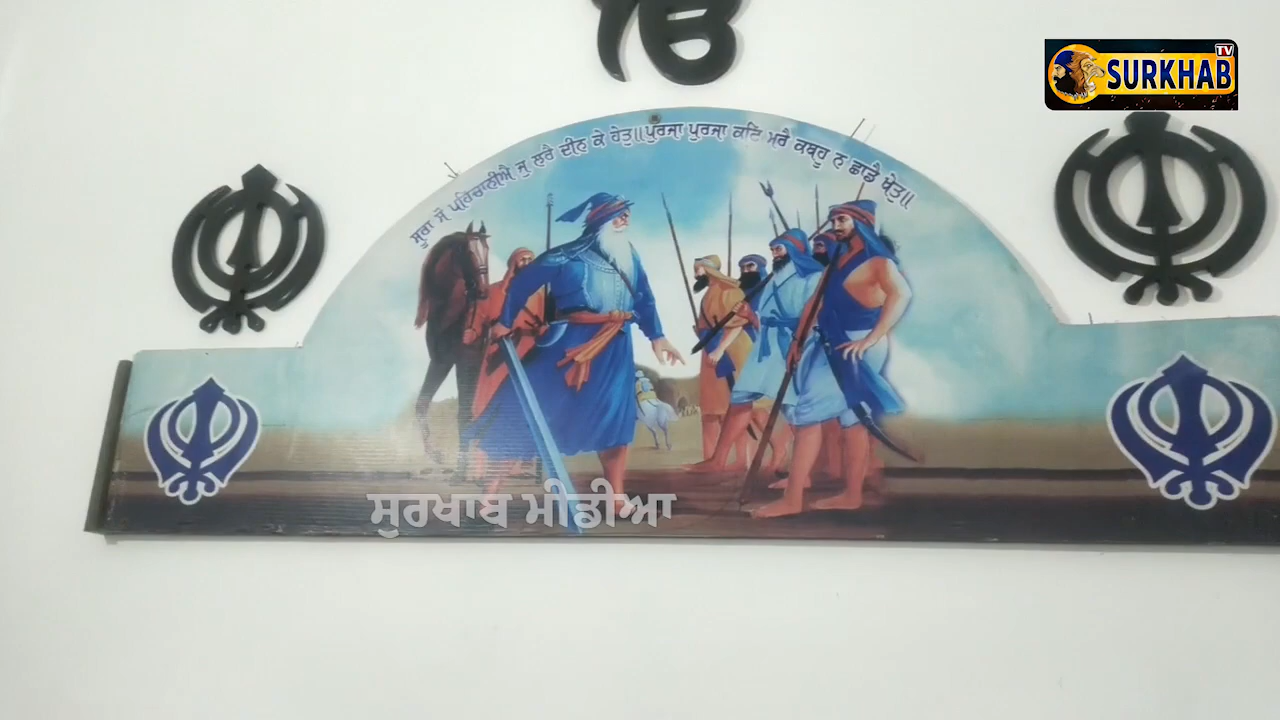 ੴ
TV
SURKHAB
ਸੂਰਾ ਸੋ ਪਹਿਚਾਨੀਐ ਜੁ ਲਰੈ ਦੀਨ ਕੇ ਹੇਤੁ॥ਪੁਰਜਾ ਪੁਰਜਾ ਕਟਿ ਮਰੈ ਕਬਹੂ ਨ ਛਾਡੈ ਖੇਤੁ॥
ਸੁਰਖਾਬ ਮੀਡੀਆ